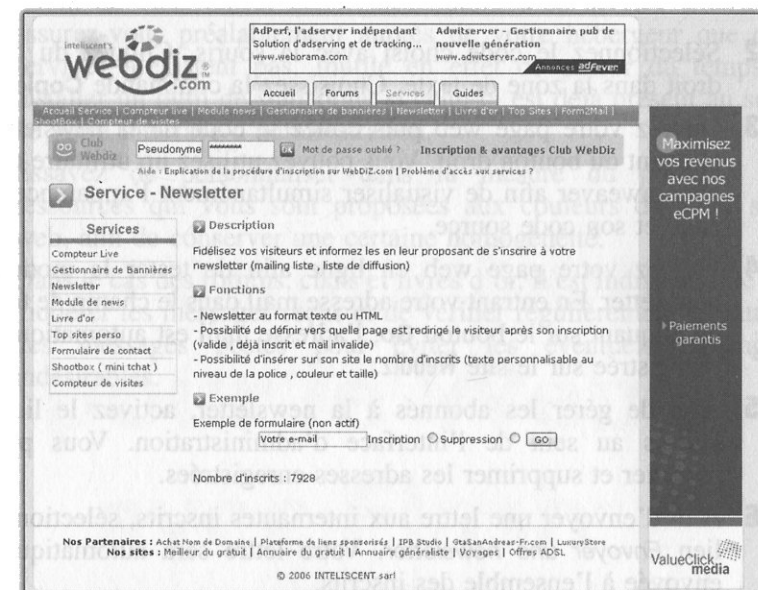 inteliscent's
webdiz
.com
AdPerf, l'adserver indépendant
Solution d'adserving et de tracking...
www.weborama.com
Adwitserver - Gestionnaire pub de
nouvelle génération
www.adwitserver.com
Annonces adFever
Accueil Forums Services Guides
Accueil Service | Compteur live | Module news | Gestionnaire de bannières | Newsletter | Livre d'or | Top Sites | Form2Mail |
ShootBox | Compteur de visites
Club
Webdiz
Pseudonyme ******** OK Mot de passe oublié ? Inscription & avantages Club WebDiz
Aide : Explication de la procédure d'inscription sur WebDiZ.com | Problème d'accès aux services ?
Service - Newsletter
Services
Compteur Live
Gestionnaire de Bannières
Newsletter
Module de news
Livre d'or
Top sites perso
Formulaire de contact
Shootbox ( mini tchat )
Compteur de visites
Description
Fidélisez vos visiteurs et informez les en leur proposant de s'inscrire à votre
newsletter (mailing liste , liste de diffusion)
Fonctions
- Newsletter au format texte ou HTML
- Possibilité de définir vers quelle page est redirigé le visiteur après son inscription
(valide , déja inscrit et mail invalide)
- Possibilité d'insérer sur son site le nombre d'inscrits (texte personnalisable au
niveau de la police , couleur et taille)
Exemple
Exemple de formulaire (non actif)
Votre e-mail Inscription Suppression GO
Nombre d'inscrits : 7928
Maximisez
vos revenus
avec nos
campagnes
eCPM !
Paiements
garantis
ValueClick
media
Nos Partenaires : Achat Nom de Domaine | Plateforme de liens sponsorisés | IPB Studio | GtaSanAndreas-Fr.com | LuxuryStore
Nos sites : Meilleur du gratuit | Annuaire du gratuit | Annuaire généraliste | Voyages | Offres ADSL
© 2006 INTELISCENT sarl